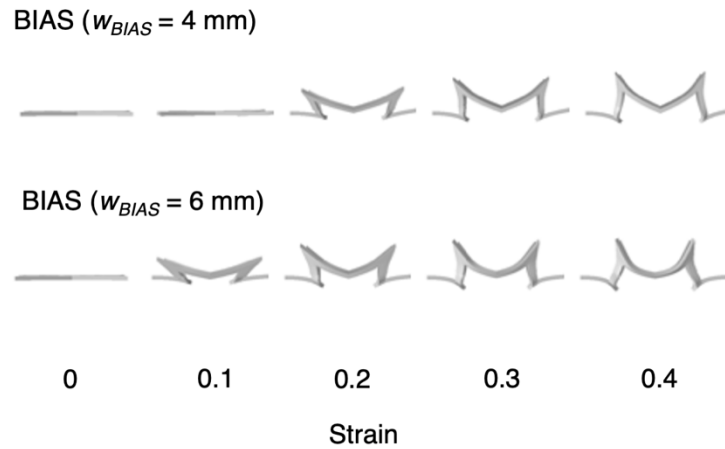 BIAS (wBIAS = 4 mm)
BIAS (wBIAS = 6 mm)
0 0.1 0.2 0.3 0.4
Strain